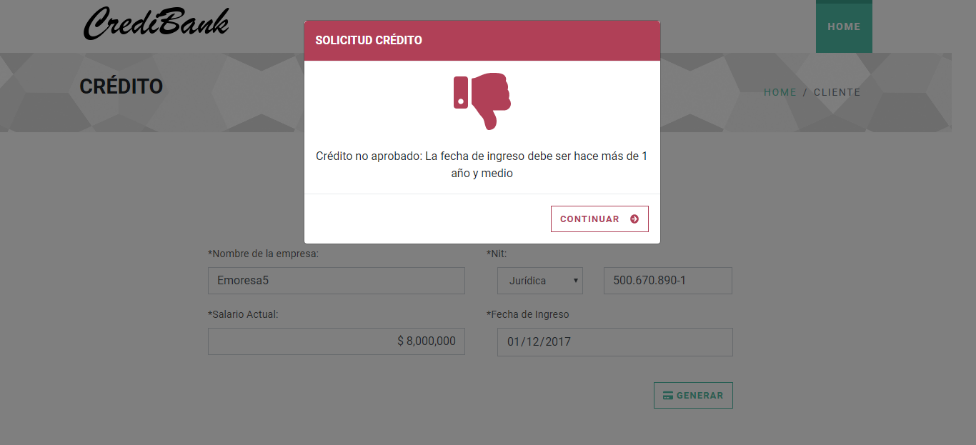 CrediBank
HOME
SOLICITUD CRÉDITO
CRÉDITO
HOME / CLIENTE
Crédito no aprobado: La fecha de ingreso debe ser hace más de 1
año y medio
CONTINUAR
*Nombre de la empresa:
*Nit:
Emoresa5
Jurídica
500.670.890-1
*Salario Actual:
*Fecha de Ingreso
$ 8,000,000
01/12/2017
GENERAR